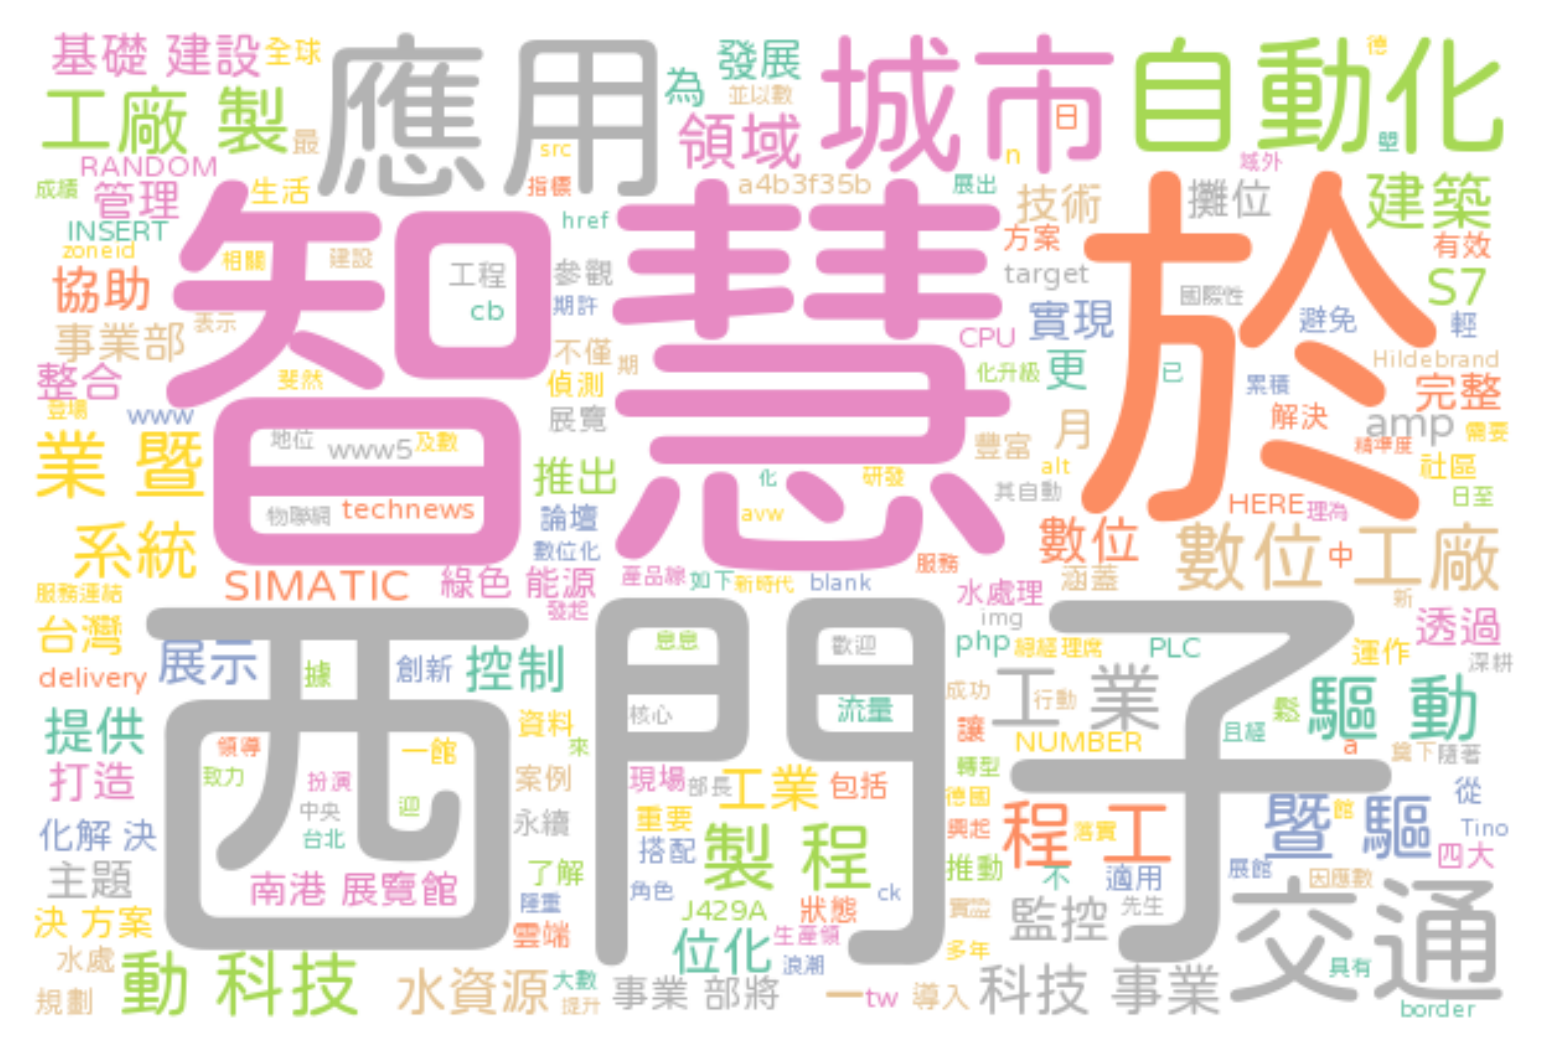 基礎 建設
全球
應用
為
發展
並以數
城市
日
自動化
德
壆
工廠 製
最
領域
src
n
域外
RANDOM
成績
管理
生活
指標
a4b3f35b
展出
技術
攤位
建築
INSERT
zoneid
相關
建設
href
方案
有效
智慧
於
協助
工程
cb
參觀
期許
target
國際性
S7
實現
避免
輕
事業部
表示
不僅
期
CPU
Hildebrand
整合
斐然
偵測
化升級
更
已
累積
完整
登場
www
展覽
月
解決
amp
需要
業 暨
地位
www5
及數
豐富
精準度
社區
推出
化
研發
alt
其自動
日至
物聯網
technews
論壇
avw
HERE
理為
系統
數位化
數位
數位工廠
中
服務
服務運結
SIMATIC
綠色 能源
產品線
如下
新時代
blank
水處理
涵蓋
新
發起
img
西門子
台灣
息息
歡迎
php
總經理席
PLC
運作
透過
展示
據
創新
控制
深耕
delivery
成功
工業
行動
驅 動
鬆
提供
核心
流量
資料
來
讓
NUMBER
且經
a
領導
一館
冀下
隨著
打造
致力
扮演
迎
案例
現場
部長
工業
包括
轉型
德國
從
中央
台北
永續
重要
興起
程 工
落實
暨 驅
館
Tino
化解 決
搭配
製 程
四大
主題
了解
推動
不
適用
展館
因應數
南港 展覽館
隆重
角色
ck
J429A
狀態
實證
監控
先生
交通
決 方案
雲端
位化
生產領
多年
水處
浪潮
具有
動 科技
水資源
大數
提升
事業 部將
一
tw
導入
科技 事業
規劃
border